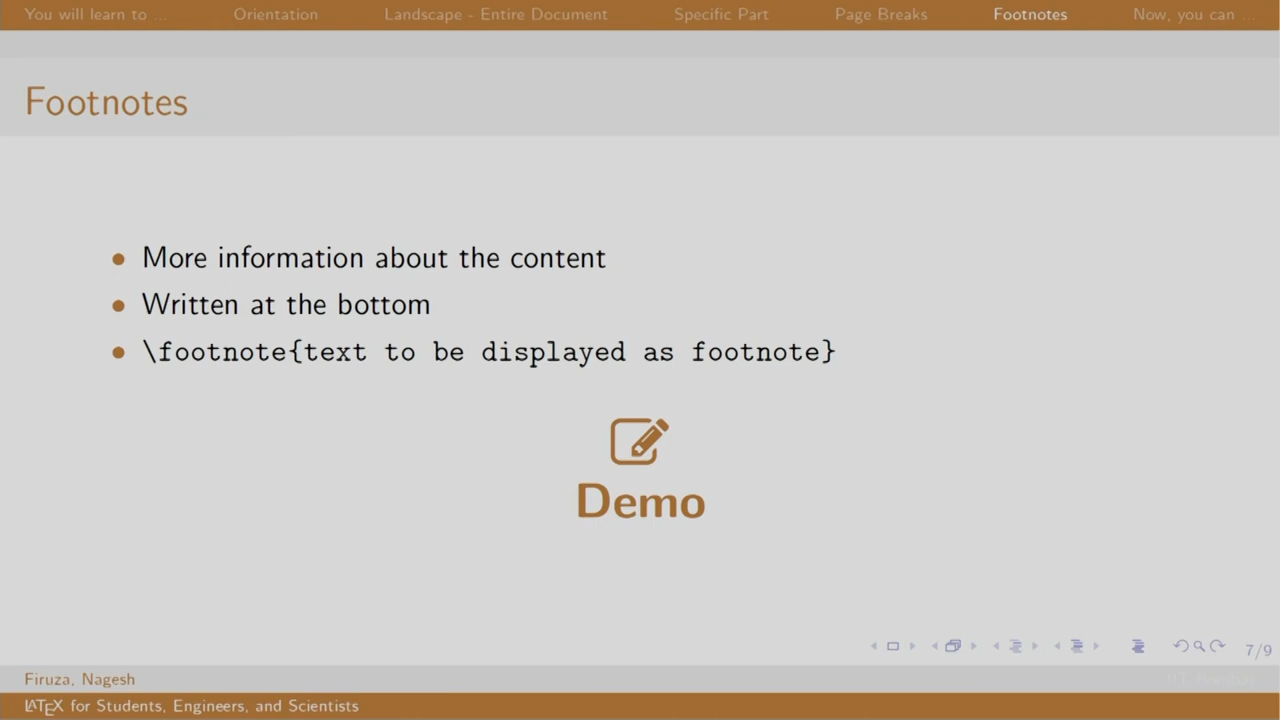 You will learn to ... Orientation Landscape - Entire Document Specific Part Page Breaks Footnotes Now, you can ...
Footnotes
• More information about the content
• Written at the bottom
• \footnote{text to be displayed as footnote}
Demo
7/9
Firuza, Nagesh
LATEX for Students, Engineers, and Scientists